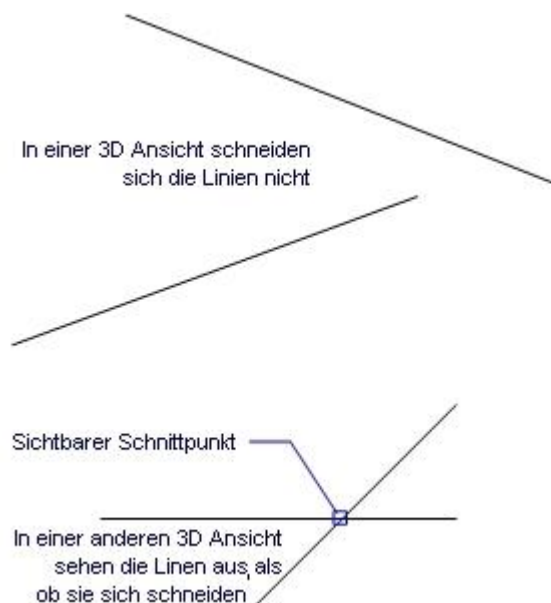 In einer 3D Ansicht schneiden
sich die Linien nicht
Sichtbarer Schnittpunkt
In einer anderen 3D Ansicht
sehen die Linen aus, als
ob sie sich schneiden